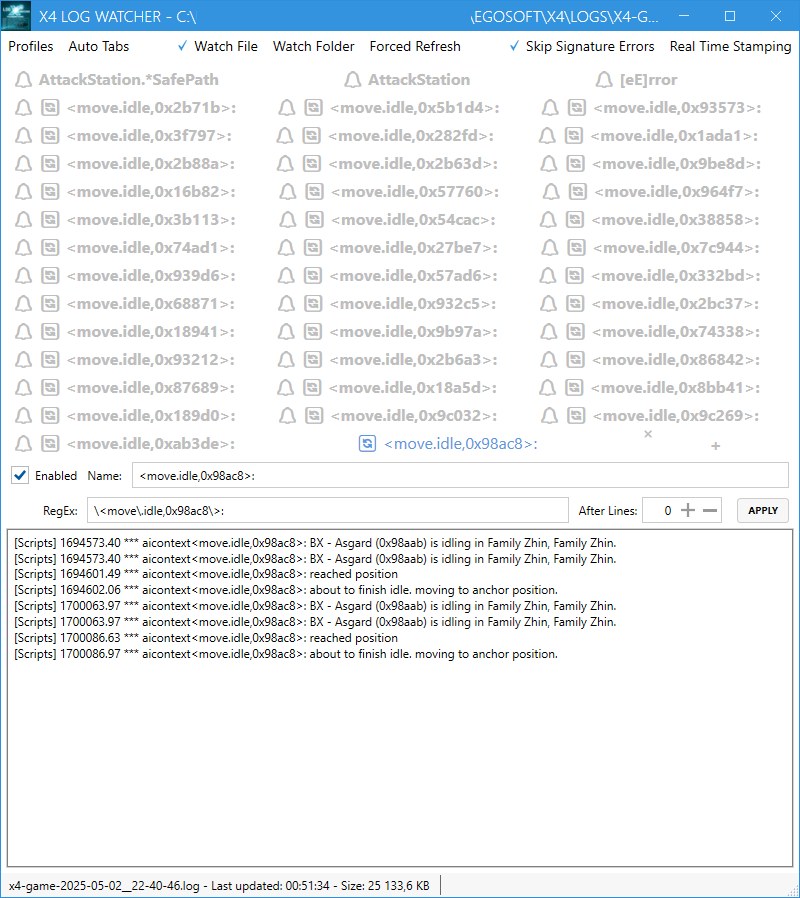 X4 LOG WATCHER - C:\ \EGOSOFT\X4\LOGS\X4-G...
Profiles Auto Tabs ✓ Watch File Watch Folder Forced Refresh ✓ Skip Signature Errors Real Time Stamping
AttackStation.*SafePath AttackStation [eE]rror
<move.idle,0x2b71b>: <move.idle,0x5b1d4>: <move.idle,0x93573>:
<move.idle,0x3f797>: <move.idle,0x282fd>: <move.idle,0x1ada1>:
<move.idle,0x2b88a>: <move.idle,0x2b63d>: <move.idle,0x9be8d>:
<move.idle,0x16b82>: <move.idle,0x57760>: <move.idle,0x964f7>:
<move.idle,0x3b113>: <move.idle,0x54cac>: <move.idle,0x38858>:
<move.idle,0x74ad1>: <move.idle,0x27be7>: <move.idle,0x7c944>:
<move.idle,0x939d6>: <move.idle,0x57ad6>: <move.idle,0x332bd>:
<move.idle,0x68871>: <move.idle,0x932c5>: <move.idle,0x2bc37>:
<move.idle,0x18941>: <move.idle,0x9b97a>: <move.idle,0x74338>:
<move.idle,0x93212>: <move.idle,0x2b6a3>: <move.idle,0x86842>:
<move.idle,0x87689>: <move.idle,0x18a5d>: <move.idle,0x8bb41>:
<move.idle,0x189d0>: <move.idle,0x9c032>: <move.idle,0x9c269>:
<move.idle,0xab3de>: <move.idle,0x98ac8>: × +
Enabled Name: <move.idle,0x98ac8>:
RegEx: \<move\.idle,0x98ac8\>: After Lines: 0 + − APPLY
[Scripts] 1694573.40 *** aicontext<move.idle,0x98ac8>: BX - Asgard (0x98aab) is idling in Family Zhin, Family Zhin.
[Scripts] 1694573.40 *** aicontext<move.idle,0x98ac8>: BX - Asgard (0x98aab) is idling in Family Zhin, Family Zhin.
[Scripts] 1694601.49 *** aicontext<move.idle,0x98ac8>: reached position
[Scripts] 1694602.06 *** aicontext<move.idle,0x98ac8>: about to finish idle. moving to anchor position.
[Scripts] 1700063.97 *** aicontext<move.idle,0x98ac8>: BX - Asgard (0x98aab) is idling in Family Zhin, Family Zhin.
[Scripts] 1700063.97 *** aicontext<move.idle,0x98ac8>: BX - Asgard (0x98aab) is idling in Family Zhin, Family Zhin.
[Scripts] 1700086.63 *** aicontext<move.idle,0x98ac8>: reached position
[Scripts] 1700086.97 *** aicontext<move.idle,0x98ac8>: about to finish idle. moving to anchor position.
x4-game-2025-05-02__22-40-46.log - Last updated: 00:51:34 - Size: 25 133,6 KB